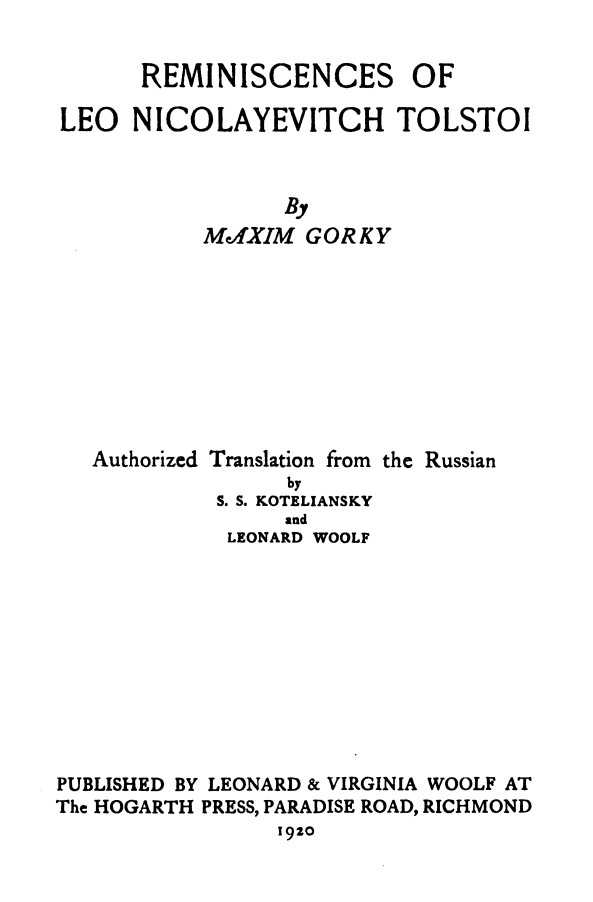 REMINISCENCES OF
LEO NICOLAYEVITCH TOLSTOI
By
MAXIM GORKY
Authorized Translation from the Russian
by
S. S. KOTELIANSKY
and
LEONARD WOOLF
PUBLISHED BY LEONARD & VIRGINIA WOOLF AT
The HOGARTH PRESS, PARADISE ROAD, RICHMOND
1920